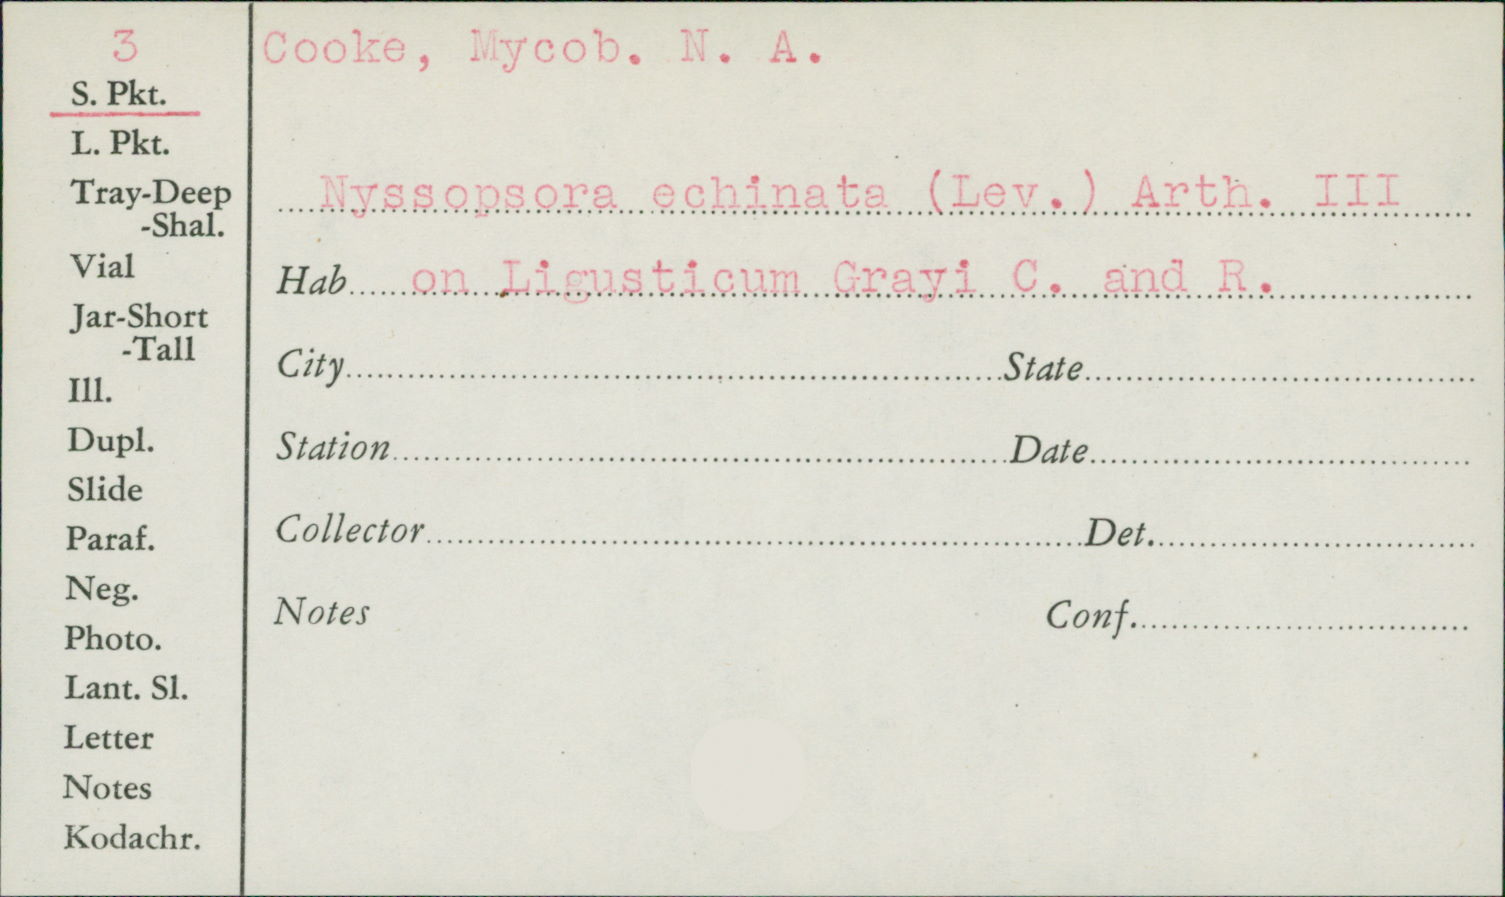 3
S. Pkt.
L. Pkt.
Tray-Deep
-Shal.
Vial
Jar-Short
-Tall
Ill.
Dupl.
Slide
Paraf.
Neg.
Photo.
Lant. Sl.
Letter
Notes
Kodachr.
Cooke, Mycob. N. A.
Nyssopsora echinata (Lev.) Arth. III
Hab. on Ligusticum Grayi C. and R.
City State
Station Date
Collector Det.
Notes Conf.